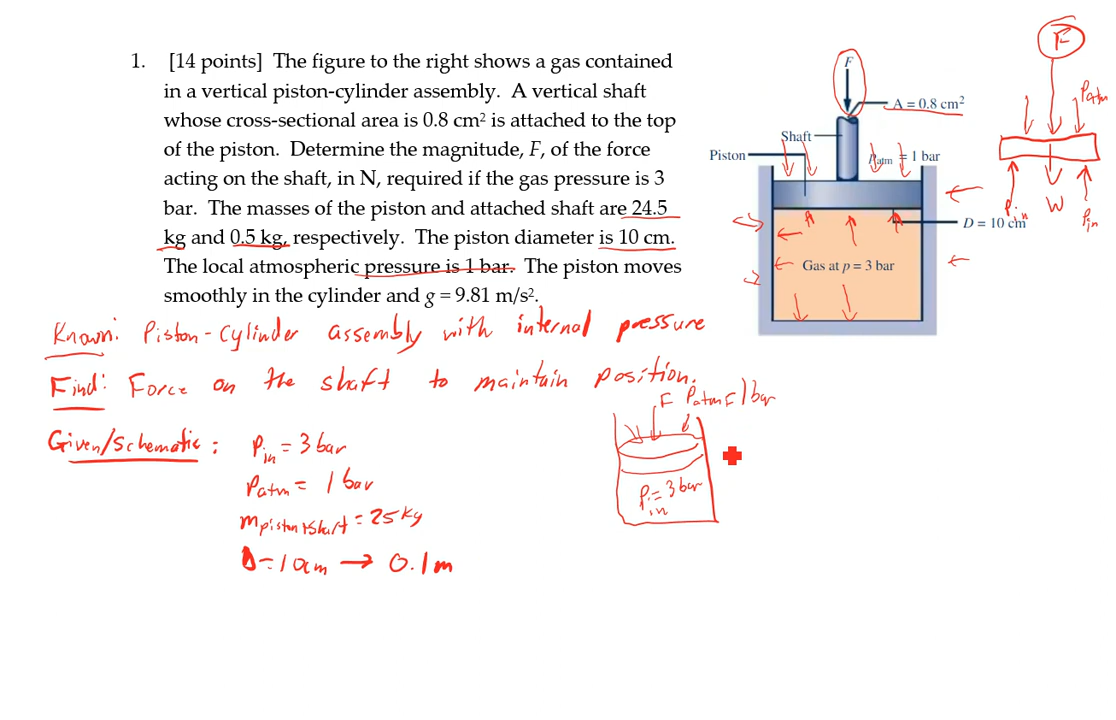 1. [14 points] The figure to the right shows a gas contained
in a vertical piston-cylinder assembly. A vertical shaft
whose cross-sectional area is 0.8 cm² is attached to the top
of the piston. Determine the magnitude, F, of the force
acting on the shaft, in N, required if the gas pressure is 3
bar. The masses of the piston and attached shaft are 24.5
kg and 0.5 kg, respectively. The piston diameter is 10 cm.
The local atmospheric pressure is 1 bar. The piston moves
smoothly in the cylinder and g = 9.81 m/s².
F
A = 0.8 cm²
Shaft
Piston
Patm = 1 bar
D = 10 cm
Gas at p = 3 bar
F
Patm
Pin
W
Pin
Known: Piston-Cylinder assembly with internal pressure
Find: Force on the shaft to maintain position.
Given/Schematic:
Pin = 3 bar
Patm = 1 bar
mpiston+shaft = 25 kg
D = 10cm → 0.1m
F Patm = 1 bar
Pin = 3 bar